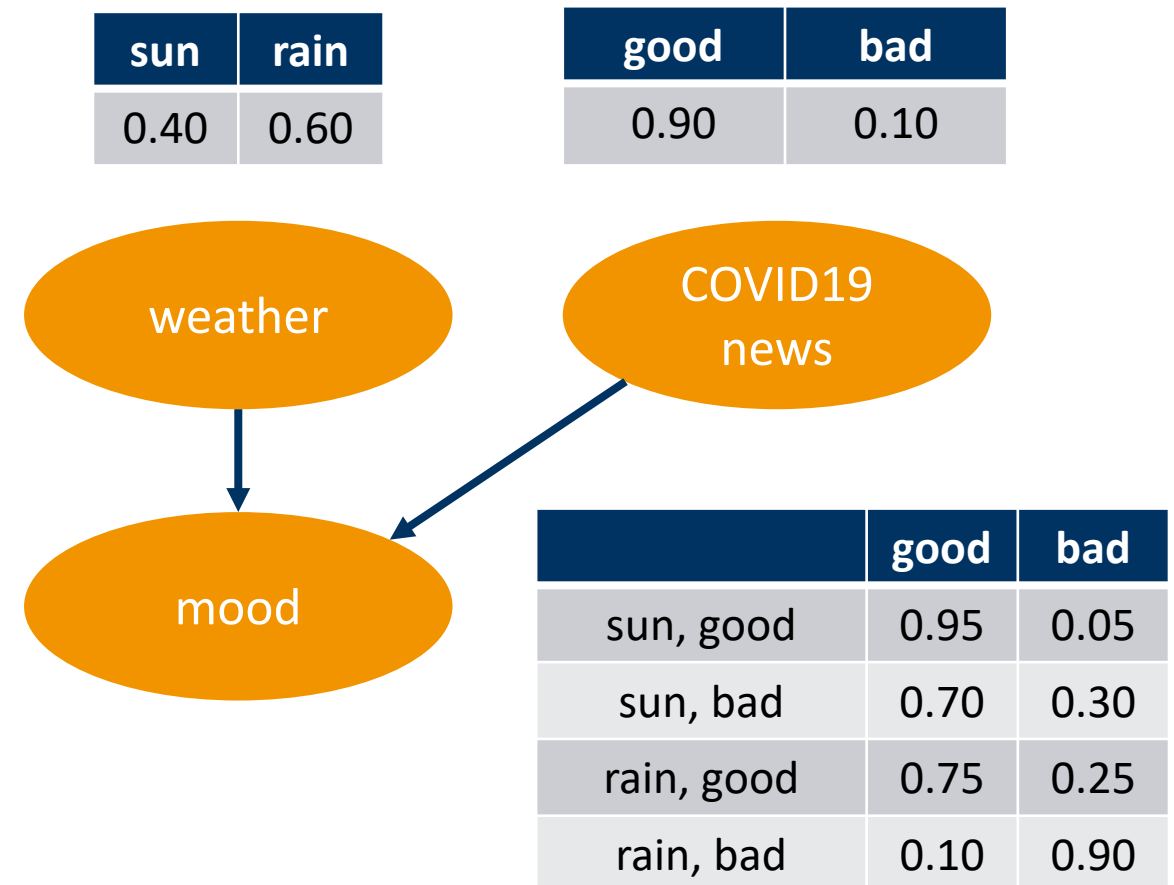 sun rain
0.40 0.60
good bad
0.90 0.10
weather
COVID19
news
mood
good bad
sun, good 0.95 0.05
sun, bad 0.70 0.30
rain, good 0.75 0.25
rain, bad 0.10 0.90